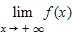 lim f(x)
x→ + ∞